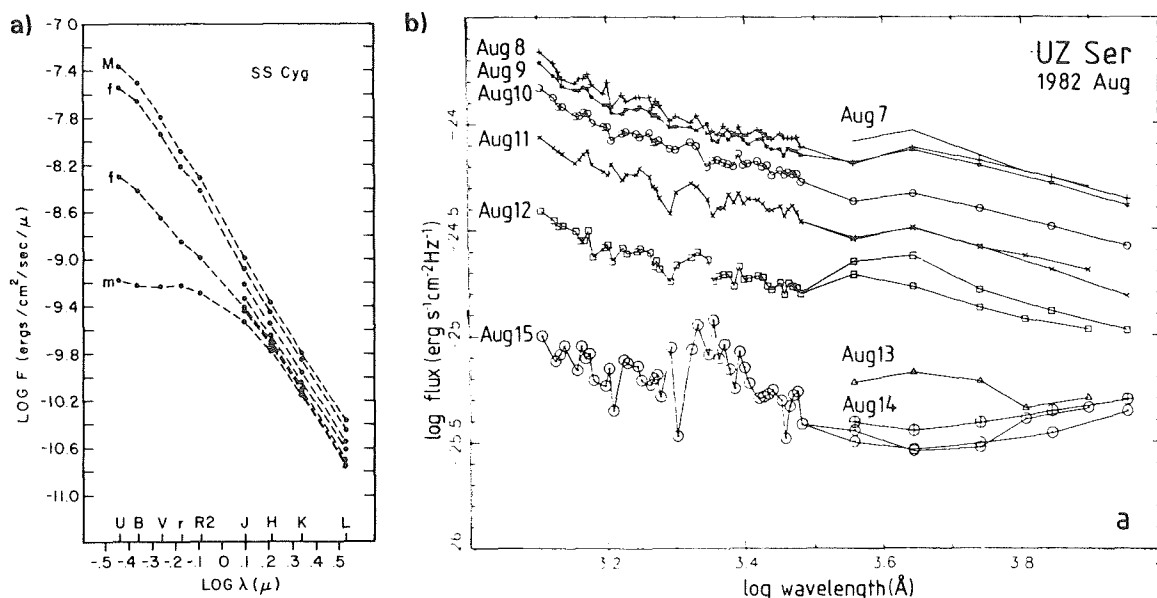 a)
-7.0
-7.4
-7.8
-8.2
-8.6
-9.0
-9.4
-9.8
-10.2
-10.6
-11.0
LOG F (ergs/cm²/sec/μ)
SS Cyg
M
f
f
m
U B V r R2 J H K L
-.5 -.4 -.3 -.2 -.1 0 .1 .2 .3 .4 .5
LOG λ(μ)
b)
UZ Ser
1982 Aug
Aug 8
Aug 9
Aug10
Aug11
Aug12
Aug15
Aug 7
Aug13
Aug14
-24
-24.5
-25
-25.5
-26
log flux (erg s⁻¹cm⁻²HZ⁻¹)
a
3.2 3.4 3.6 3.8 4
log wavelength(Å)